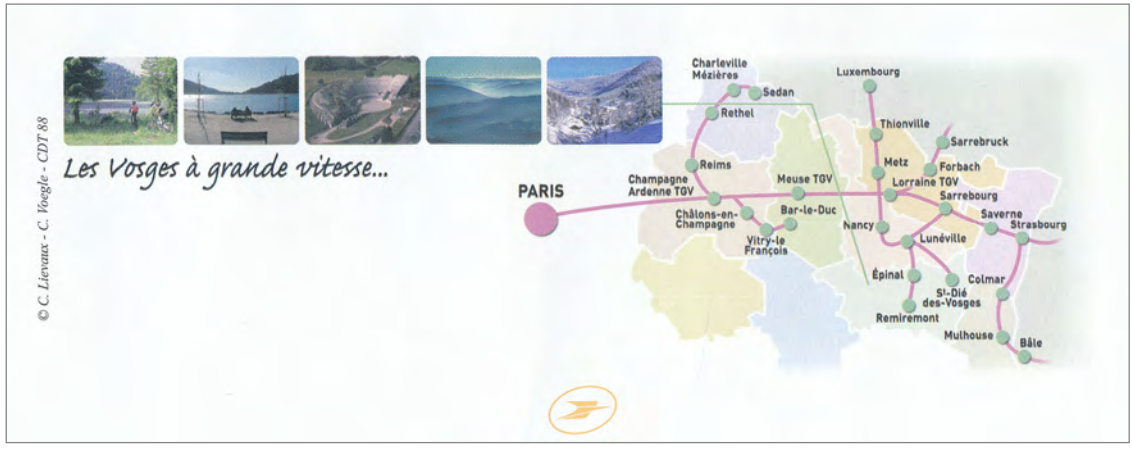 © C. Lievaux - C. Voegle - CDT 88
Les Vosges à grande vitesse...
PARIS
Charleville
Mézières
Sedan
Rethel
Reims
Champagne
Ardenne TGV
Châlons-en-
Champagne
Vitry-le
François
Bar-le-Duc
Meuse TGV
Luxembourg
Thionville
Metz
Sarrebruck
Forbach
Lorraine TGV
Sarrebourg
Saverne
Strasbourg
Nancy
Lunéville
Épinal
St-Dié
des-Vosges
Remiremont
Colmar
Mulhouse
Bâle